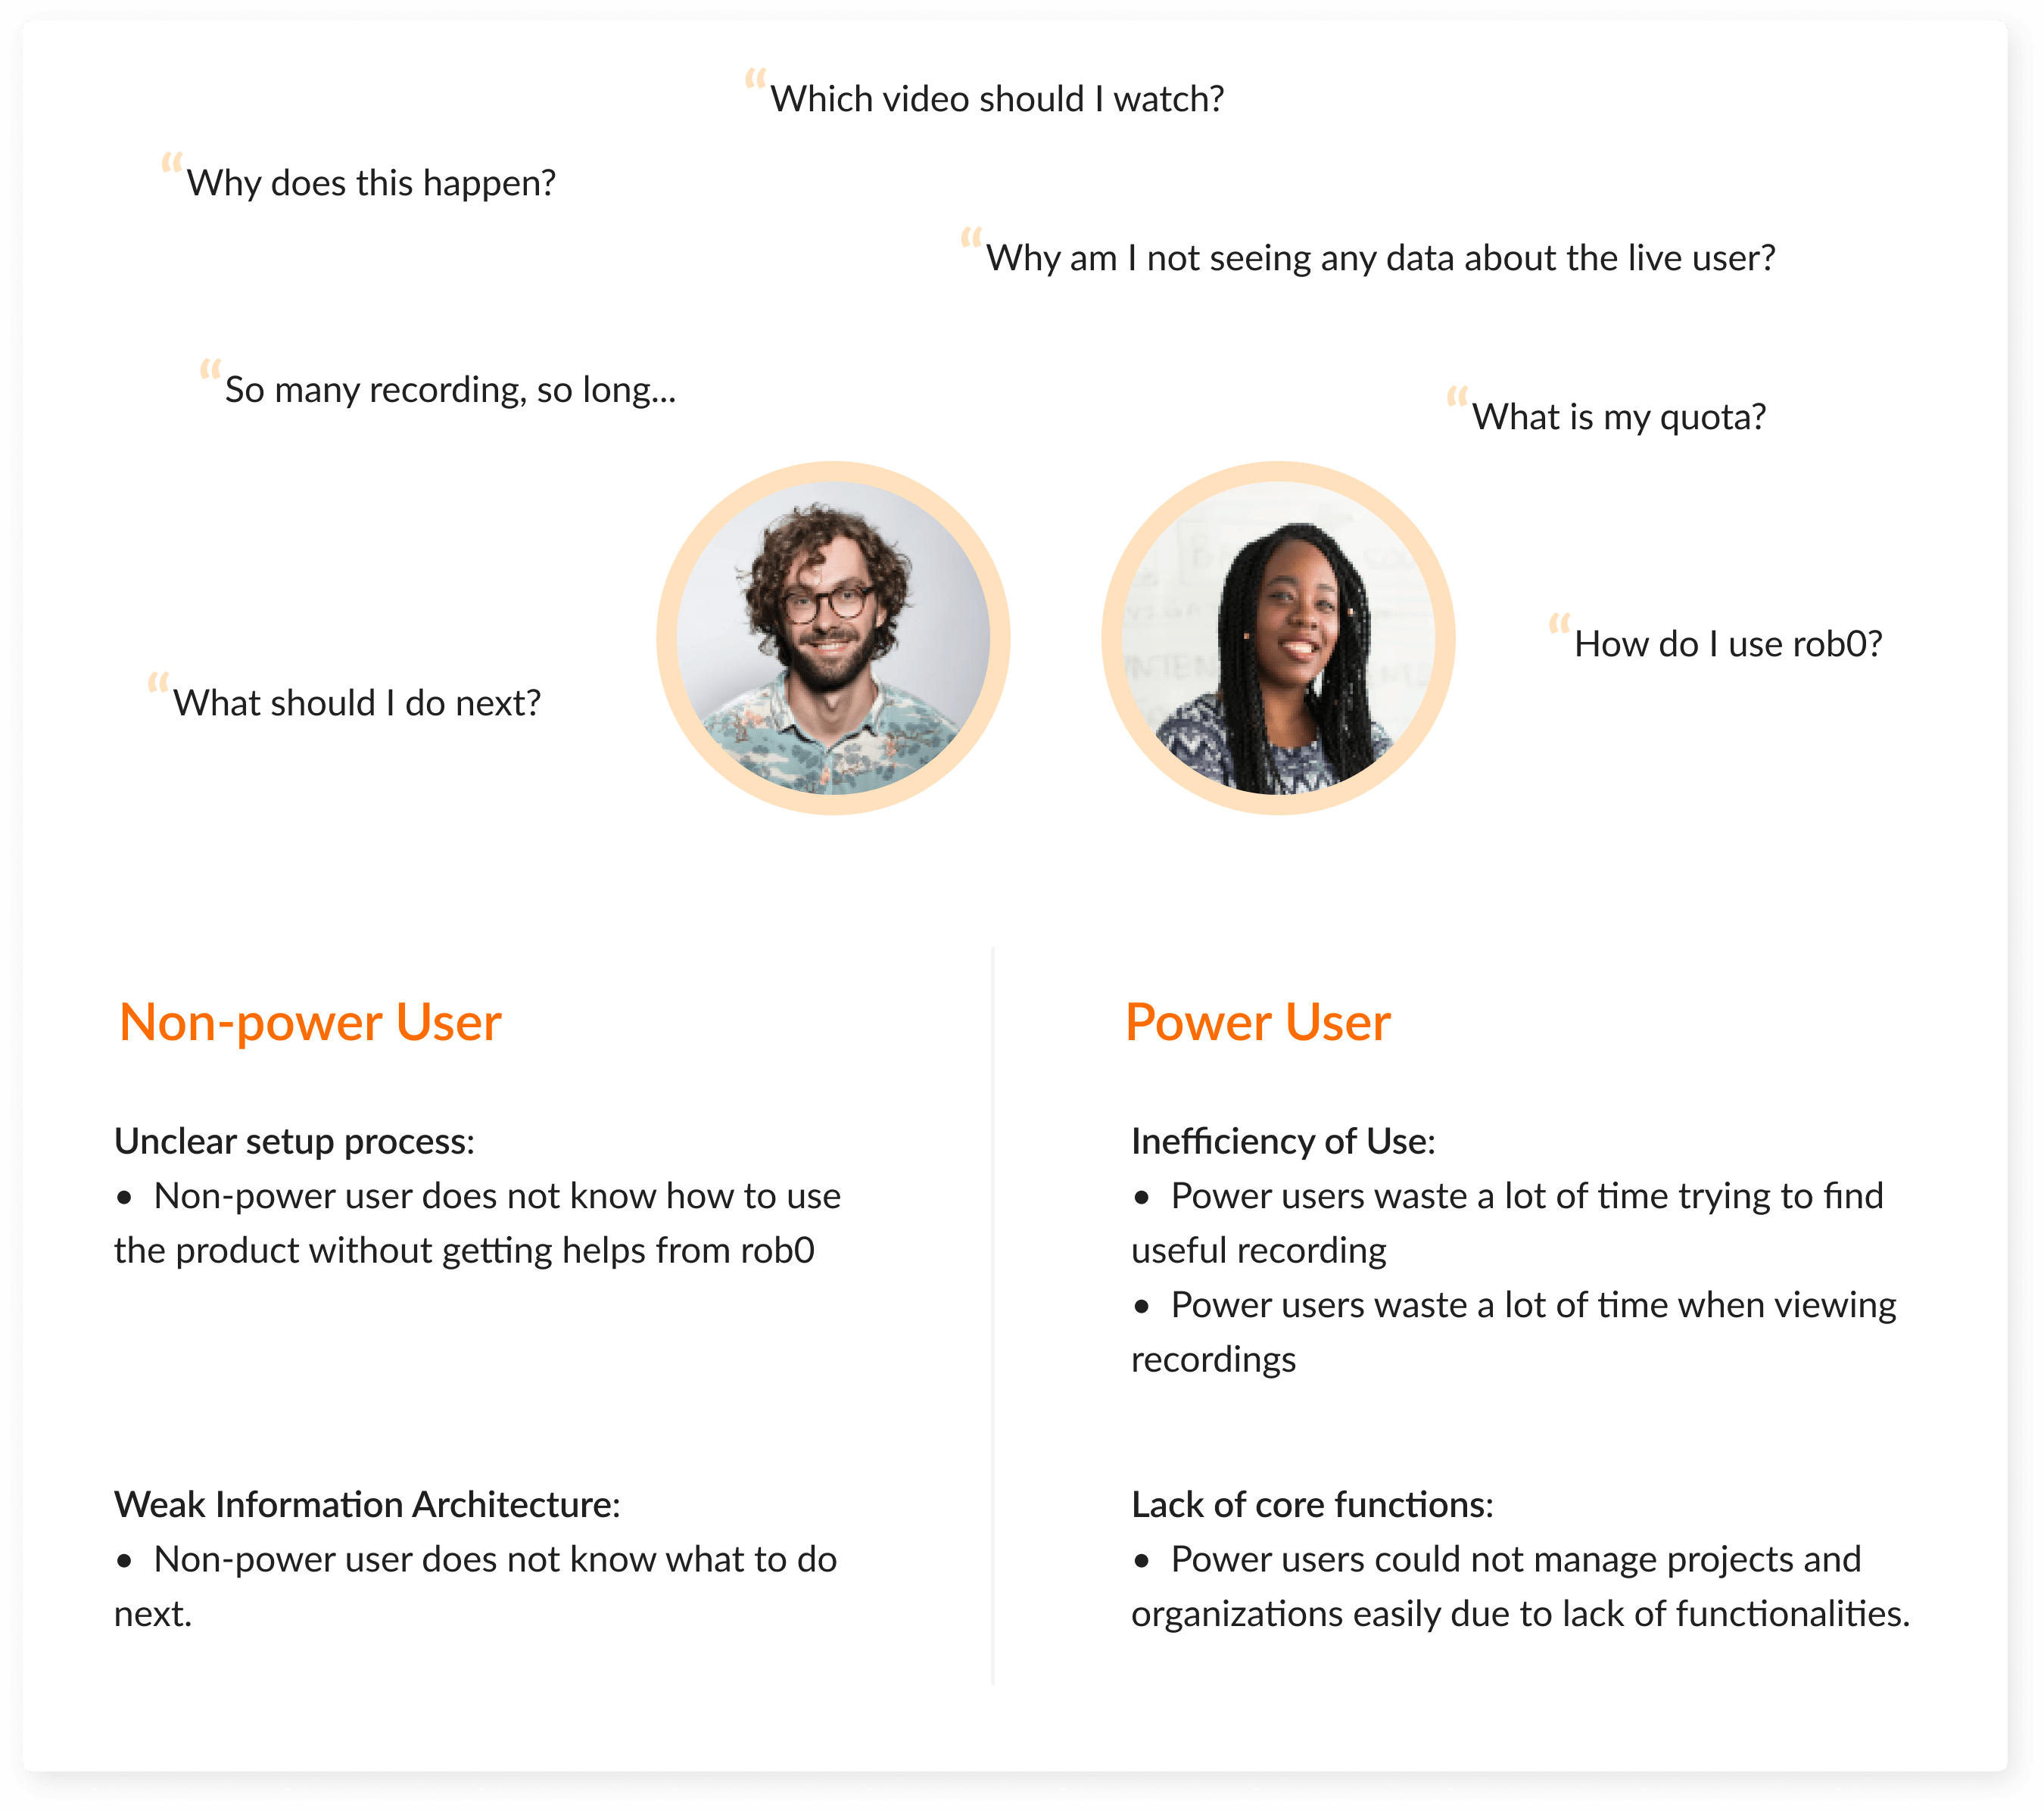 “Which video should I watch?
“Why does this happen?
“Why am I not seeing any data about the live user?
“So many recording, so long...
“What is my quota?
“How do I use rob0?
“What should I do next?
Non-power User
Unclear setup process:
• Non-power user does not know how to use
the product without getting helps from rob0
Weak Information Architecture:
• Non-power user does not know what to do
next.
Power User
Inefficiency of Use:
• Power users waste a lot of time trying to find
useful recording
• Power users waste a lot of time when viewing
recordings
Lack of core functions:
• Power users could not manage projects and
organizations easily due to lack of functionalities.